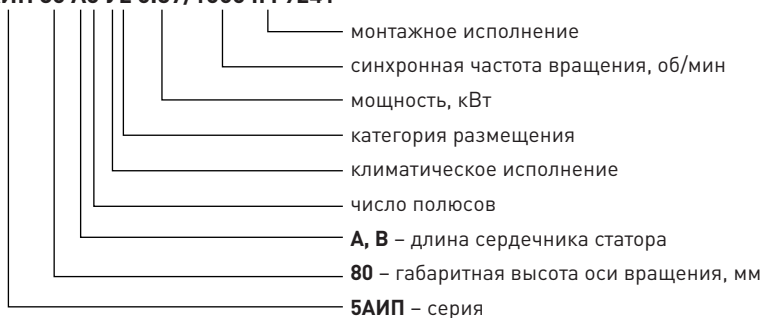 монтажное исполнение
синхронная частота вращения, об/мин
мощность, кВт
категория размещения
климатическое исполнение
число полюсов
А, В – длина сердечника статора
80 – габаритная высота оси вращения, мм
5АИП – серия